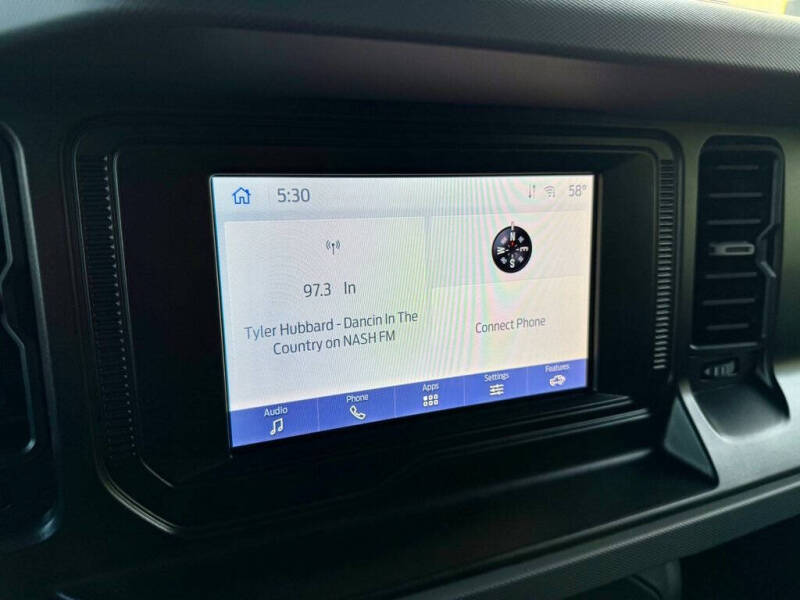 5:30
58°
97.3 In
Tyler Hubbard - Dancin In The
Country on NASH FM
N
W E
S
Connect Phone
Audio
Phone
Apps
Settings
Features